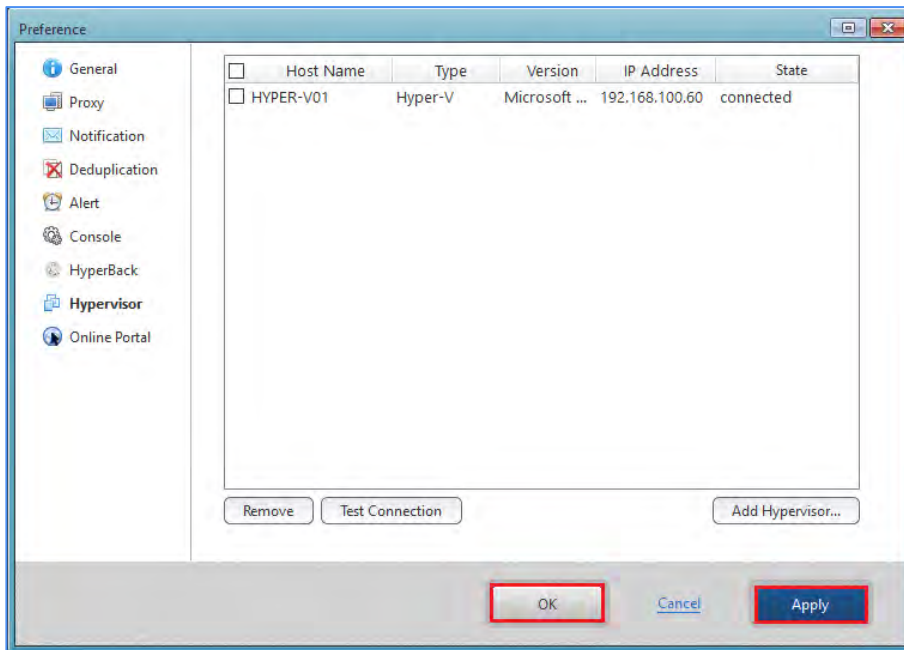 Preference
General
Proxy
Notification
Deduplication
Alert
Console
HyperBack
Hypervisor
Online Portal
Host Name Type Version IP Address State
HYPER-V01 Hyper-V Microsoft ... 192.168.100.60 connected
Remove Test Connection Add Hypervisor...
OK Cancel Apply